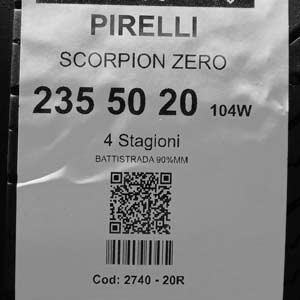 PIRELLI
SCORPION ZERO
235 50 20 104W
4 Stagioni
BATTISTRADA 90%MM
Cod: 2740 - 20R